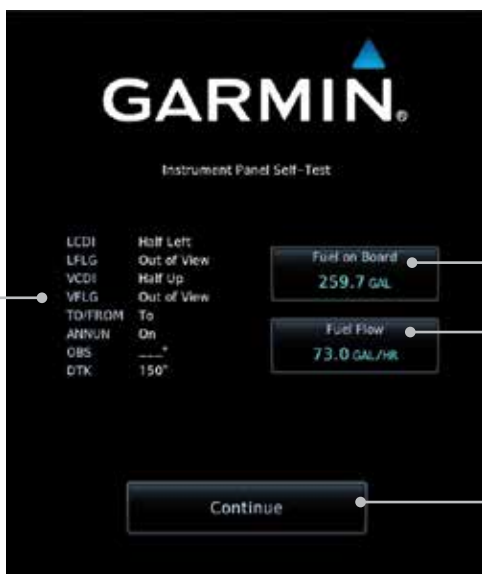 GARMIN®
Instrument Panel Self-Test
LCDI Half Left
LFLG Out of View
VCDI Half Up
VFLG Out of View
TO/FROM To
ANNUN On
OBS ___°
DTK 150°
Fuel on Board
259.7 GAL
Fuel Flow
73.0 GAL/HR
Continue